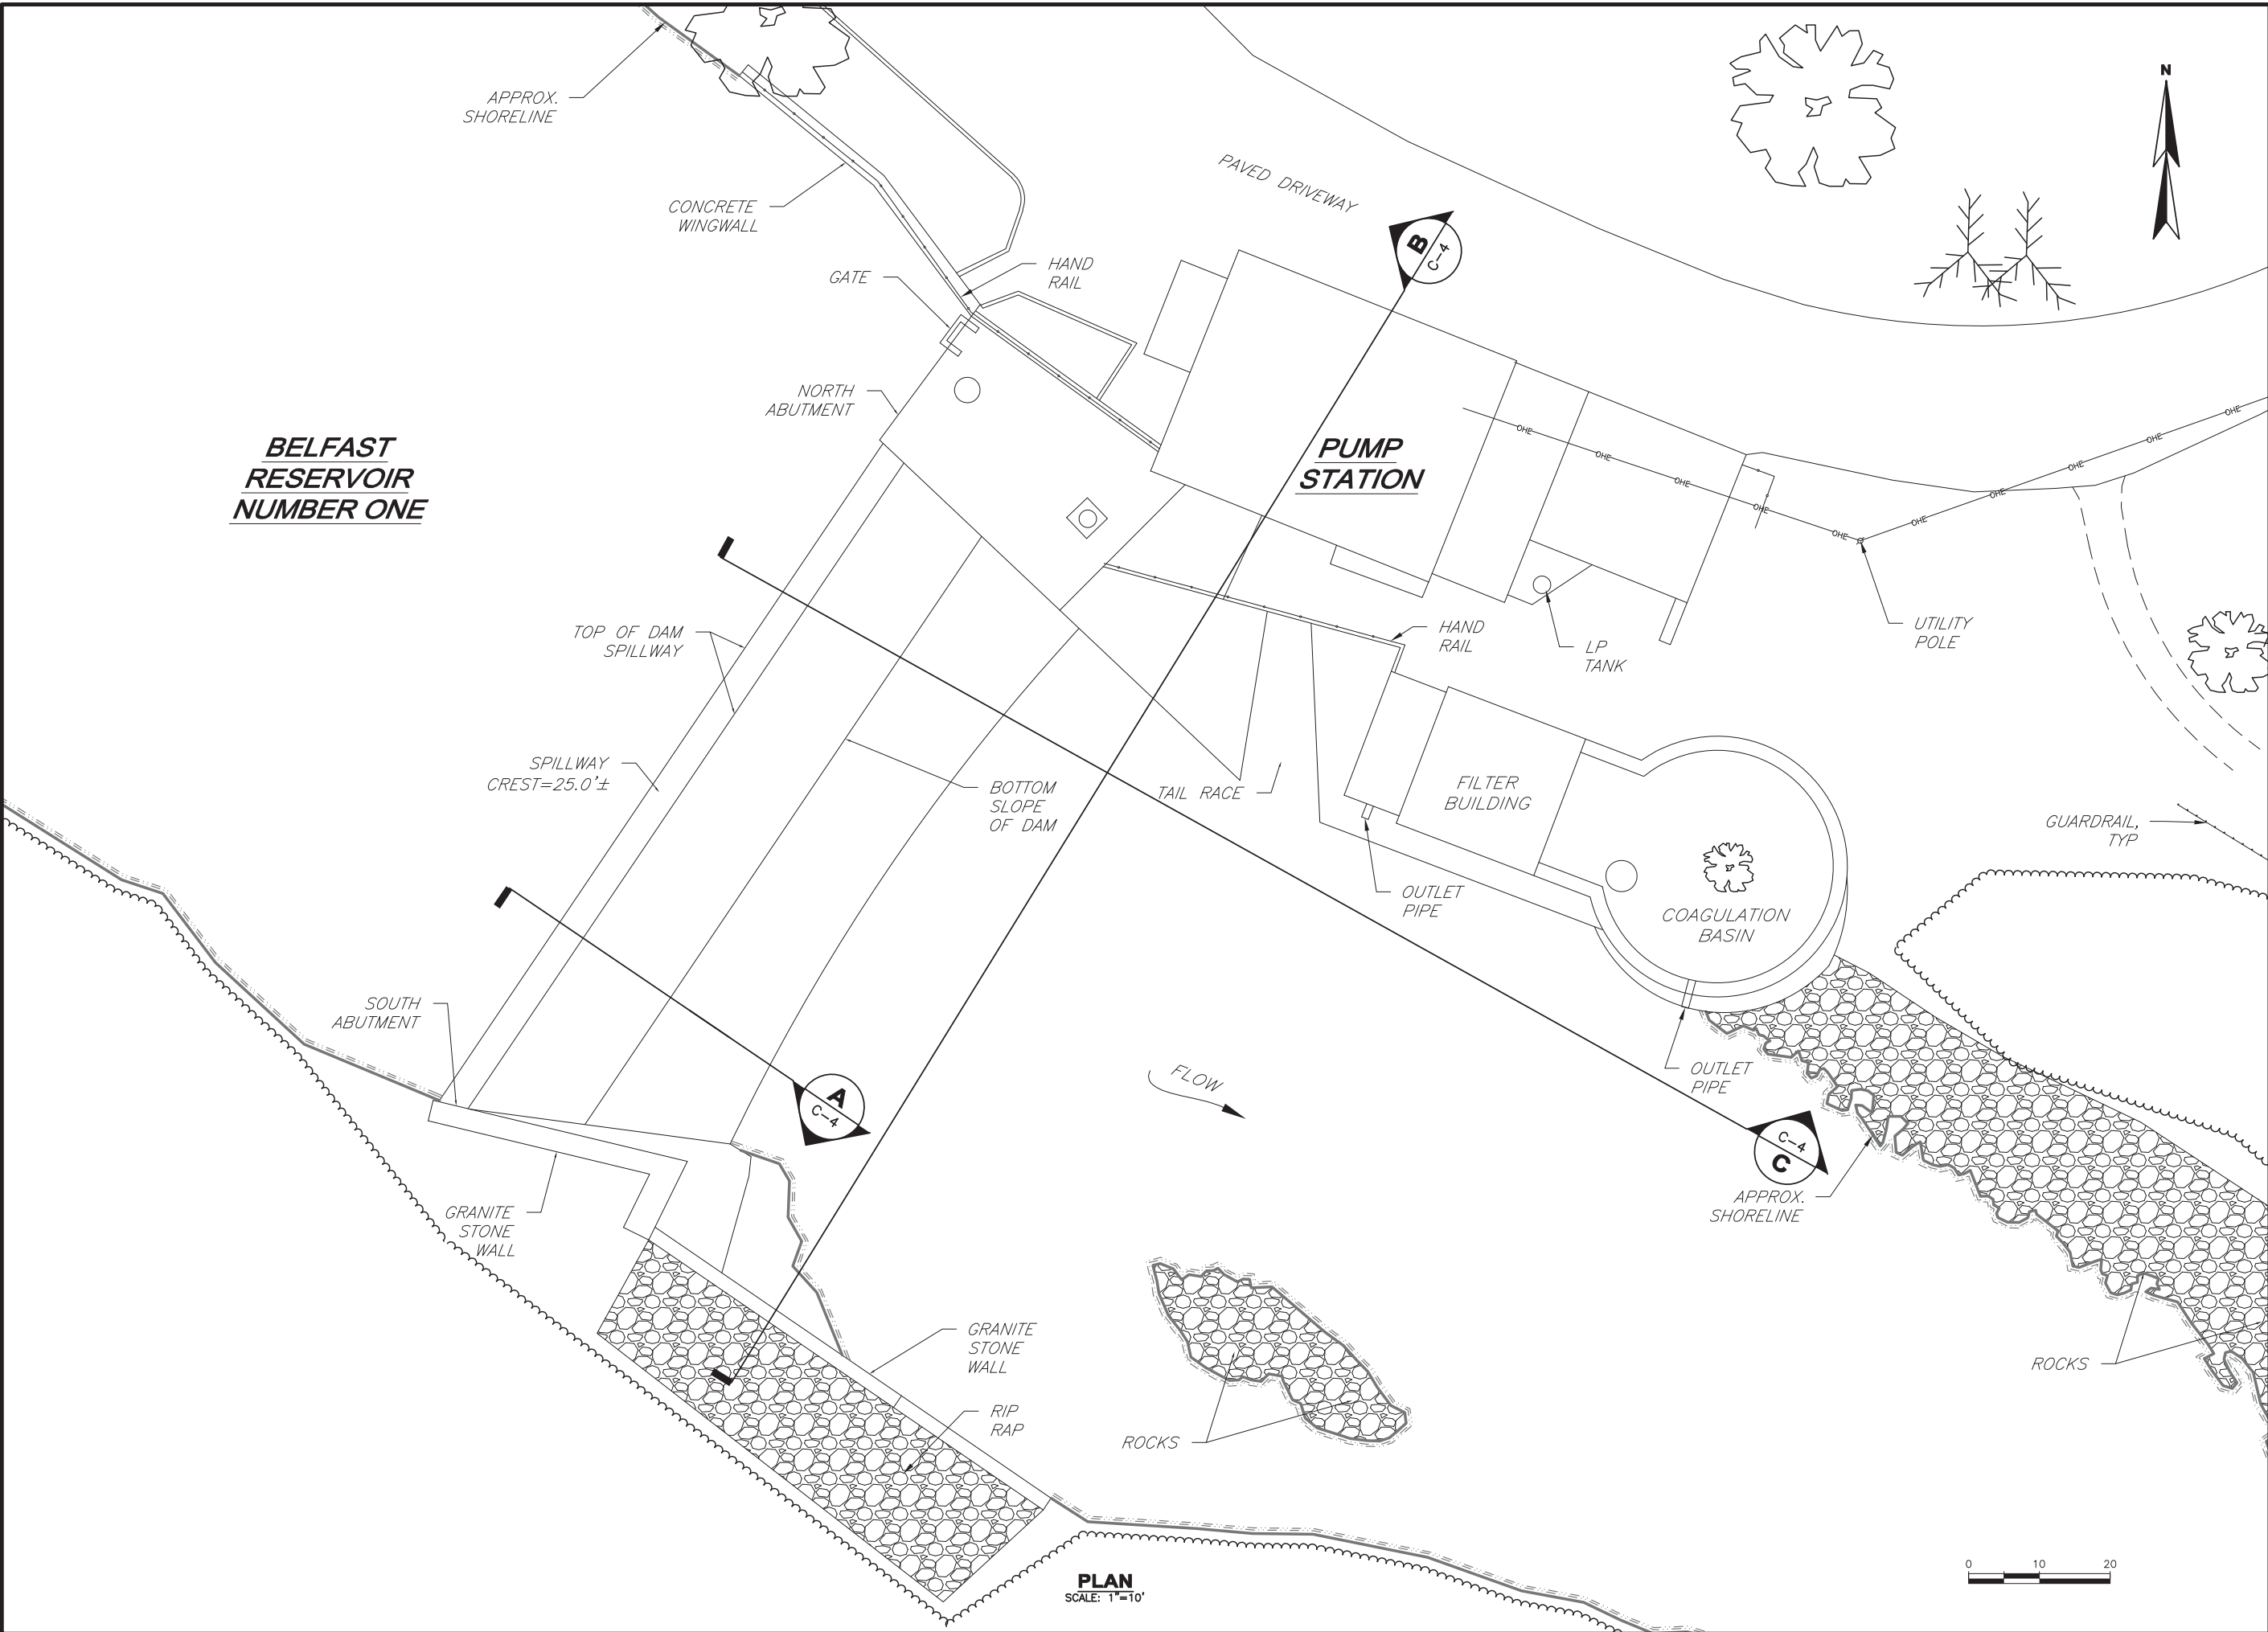 N
APPROX.
SHORELINE
PAVED DRIVEWAY
CONCRETE
WINGWALL
B
C-4
HAND
RAIL
GATE
NORTH
ABUTMENT
BELFAST
RESERVOIR
NUMBER ONE
PUMP
STATION
OHE
OHE
OHE
OHE
OHE
OHE
OHE
OHE
OHE
HAND
RAIL
LP
TANK
UTILITY
POLE
TOP OF DAM
SPILLWAY
SPILLWAY
CREST=25.0'±
BOTTOM
SLOPE
OF DAM
TAIL RACE
FILTER
BUILDING
GUARDRAIL,
TYP
OUTLET
PIPE
COAGULATION
BASIN
SOUTH
ABUTMENT
A
C-4
FLOW
OUTLET
PIPE
C-4
C
APPROX.
SHORELINE
GRANITE
STONE
WALL
GRANITE
STONE
WALL
ROCKS
RIP
RAP
ROCKS
0 10 20
PLAN
SCALE: 1"=10'